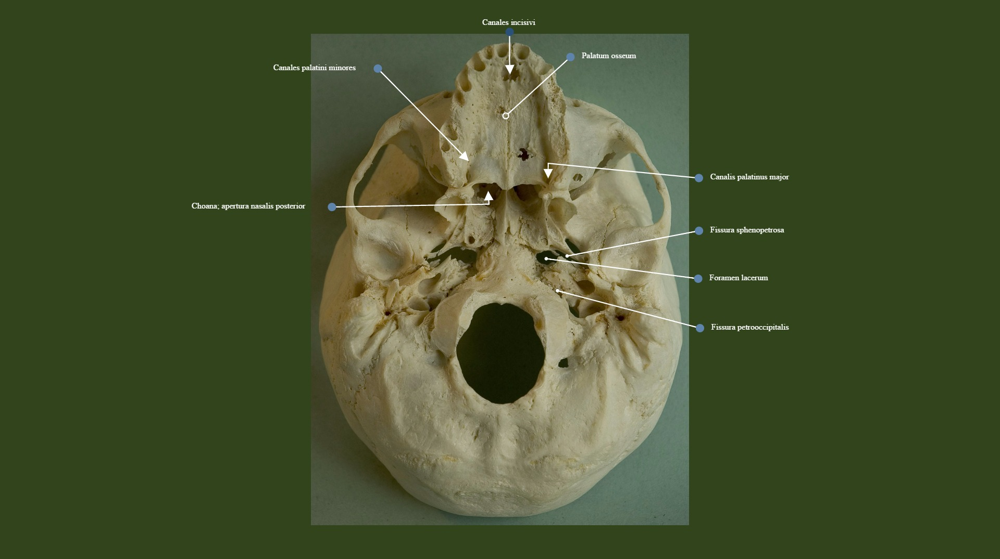 Canales incisivi
Palatum osseum
Canales palatini minores
Canalis palatinus major
Choana; apertura nasalis posterior
Fissura sphenopetrosa
Foramen lacerum
Fissura petrooccipitalis